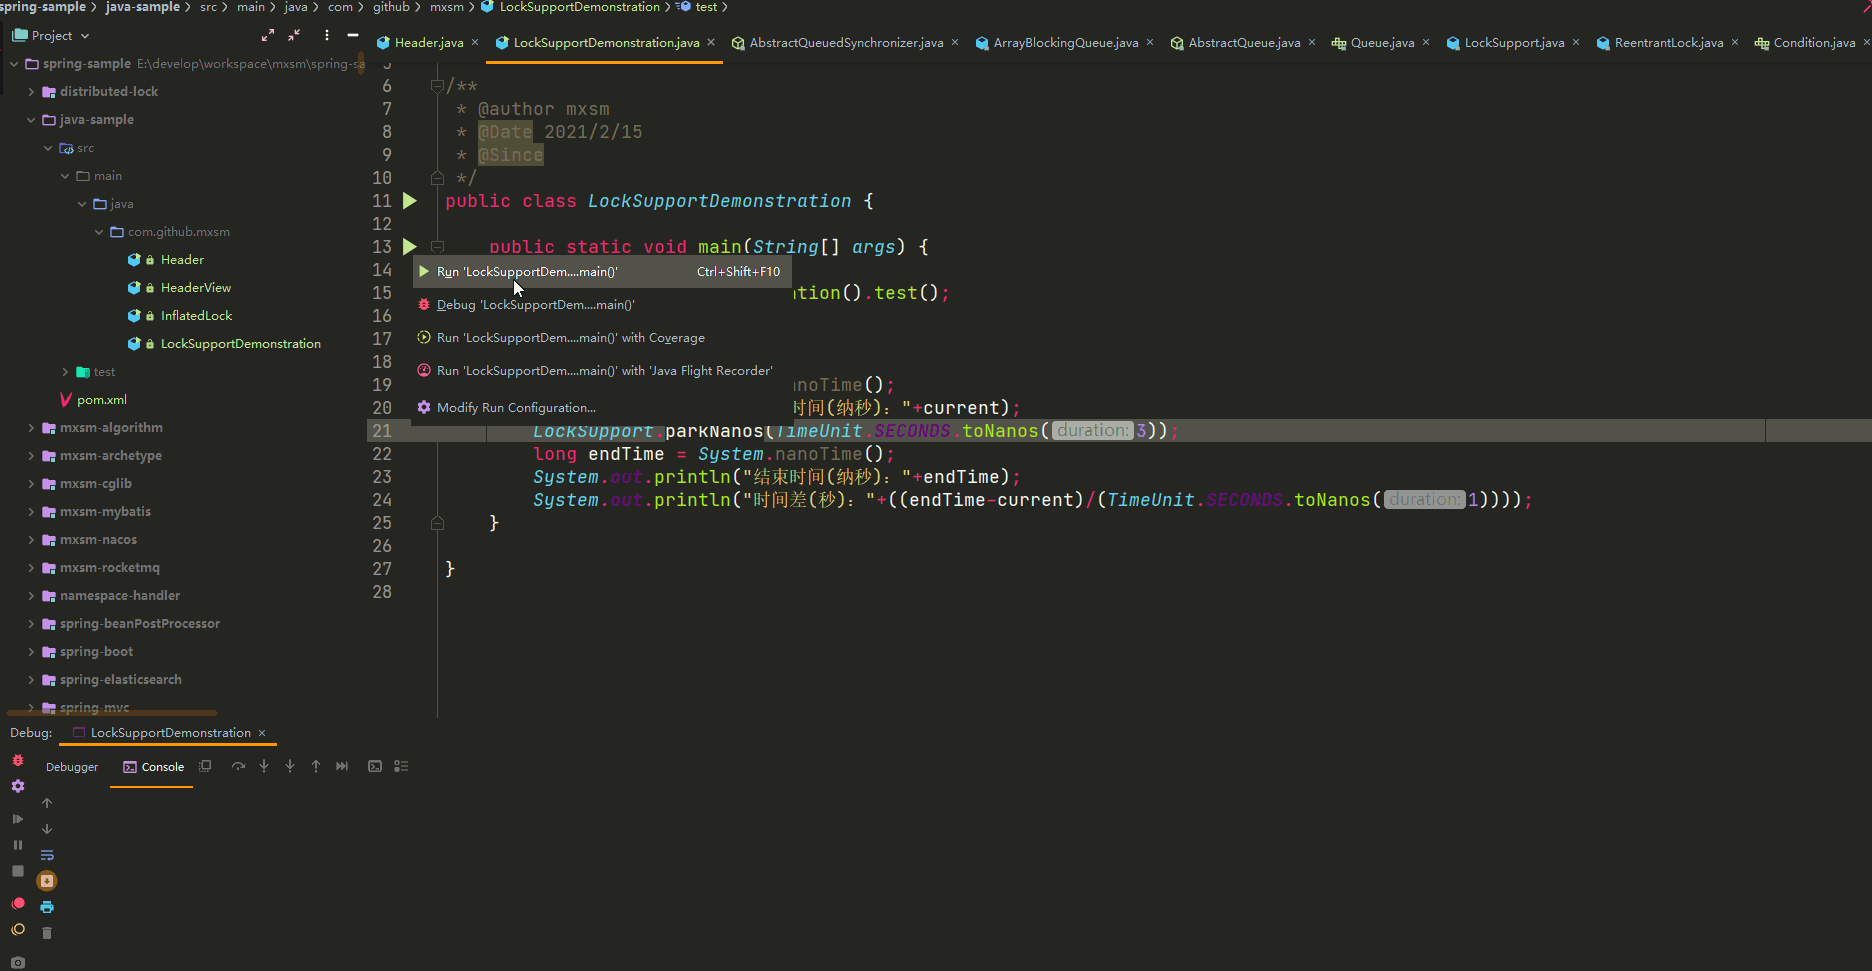 spring-sample java-sample src main java com github mxsm LockSupportDemonstration test
Project
Header.java LockSupportDemonstration.java AbstractQueuedSynchronizer.java ArrayBlockingQueue.java AbstractQueue.java Queue.java LockSupport.java ReentrantLock.java Condition.java
spring-sample E:\develop\workspace\mxsm\spring-sa
distributed-lock
java-sample
src
main
java
com.github.mxsm
Header
HeaderView
InflatedLock
LockSupportDemonstration
test
pom.xml
mxsm-algorithm
mxsm-archetype
mxsm-cglib
mxsm-mybatis
mxsm-nacos
mxsm-rocketmq
namespace-handler
spring-beanPostProcessor
spring-boot
spring-elasticsearch
spring-mvc
5
6 /**
7 * @author mxsm
8 * @Date 2021/2/15
9 * @Since
10 */
11 public class LockSupportDemonstration {
12
13 public static void main(String[] args) {
14
15 ation().test();
16
17
18
19 nanoTime();
20 时间(纳秒): "+current);
21 LockSupport.parkNanos(TimeUnit.SECONDS.toNanos( duration: 3));
22 long endTime = System.nanoTime();
23 System.out.println("结束时间(纳秒): "+endTime);
24 System.out.println("时间差(秒): "+((endTime-current)/(TimeUnit.SECONDS.toNanos( duration: 1))));
25 }
26
27 }
28
Run 'LockSupportDem....main()' Ctrl+Shift+F10
Debug 'LockSupportDem....main()'
Run 'LockSupportDem....main()' with Coverage
Run 'LockSupportDem....main()' with 'Java Flight Recorder'
Modify Run Configuration...
Debug: LockSupportDemonstration
Debugger Console